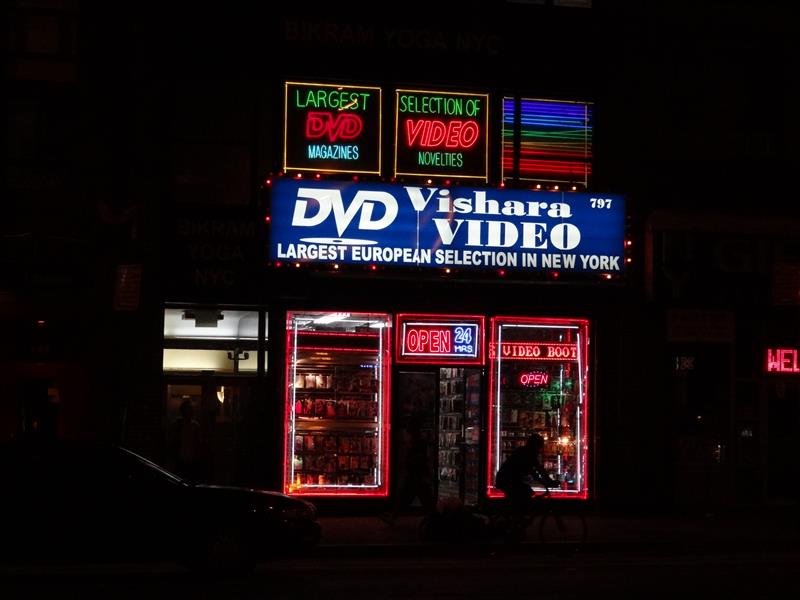 BIKRAM YOGA NYC
LARGEST
DVD
MAGAZINES
SELECTION OF
VIDEO
NOVELTIES
DVD Vishara 797
VIDEO
LARGEST EUROPEAN SELECTION IN NEW YORK
BIKRAM
YOGA
NYC
OPEN 24 HRS.
VIDEO BOOT
OPEN
WEL